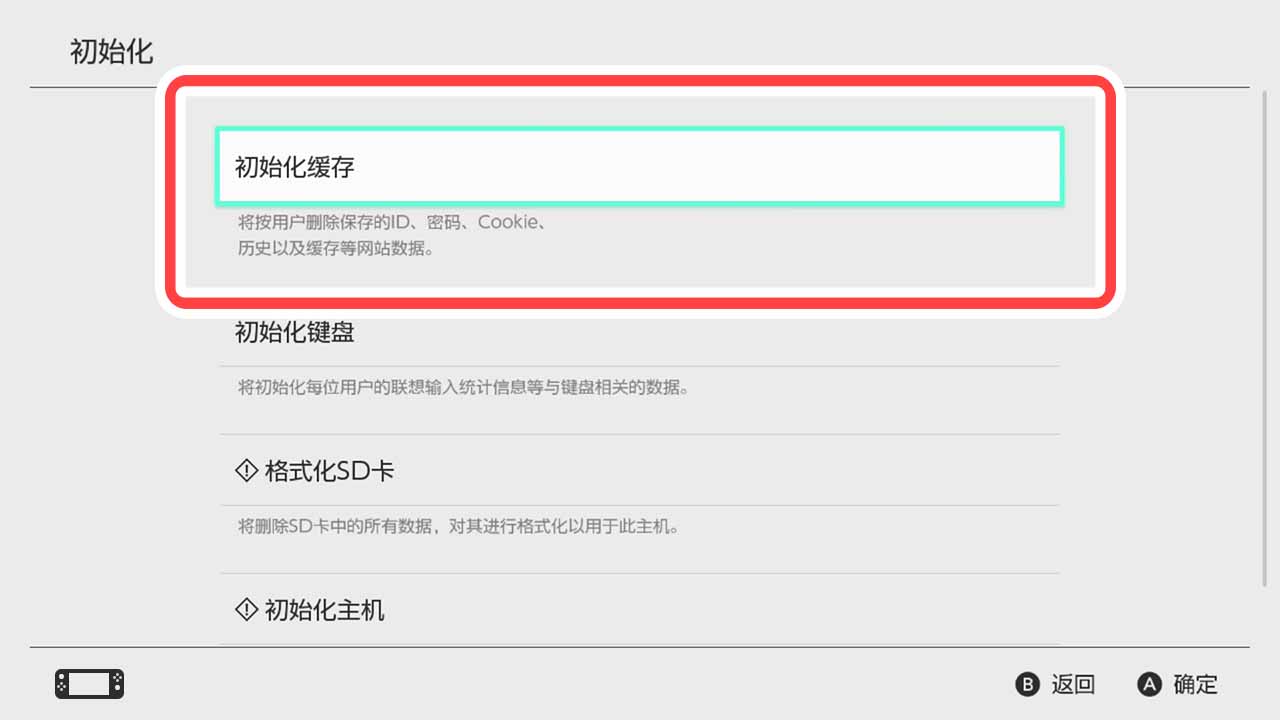 初始化
初始化缓存
将按用户删除保存的ID、密码、Cookie、
历史以及缓存等网站数据。
初始化键盘
将初始化每位用户的联想输入统计信息等与键盘相关的数据。
格式化SD卡
将删除SD卡中的所有数据，对其进行格式化以用于此主机。
初始化主机
B 返回 A 确定